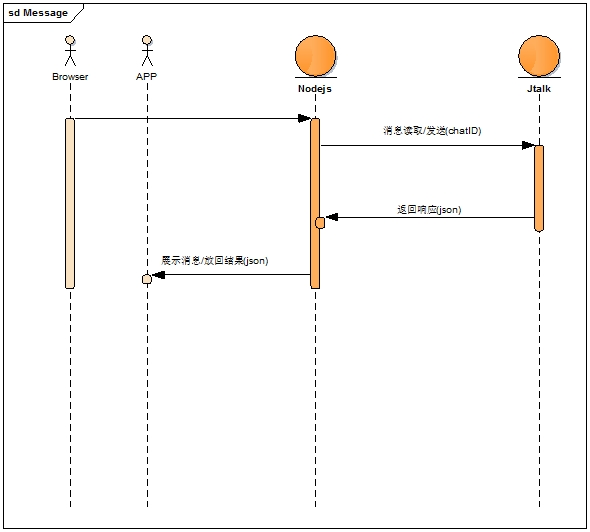 sd Message
Browser
APP
Nodejs
Jtalk
消息读取/发送(chatID)
返回响应(json)
展示消息/放回结果(json)